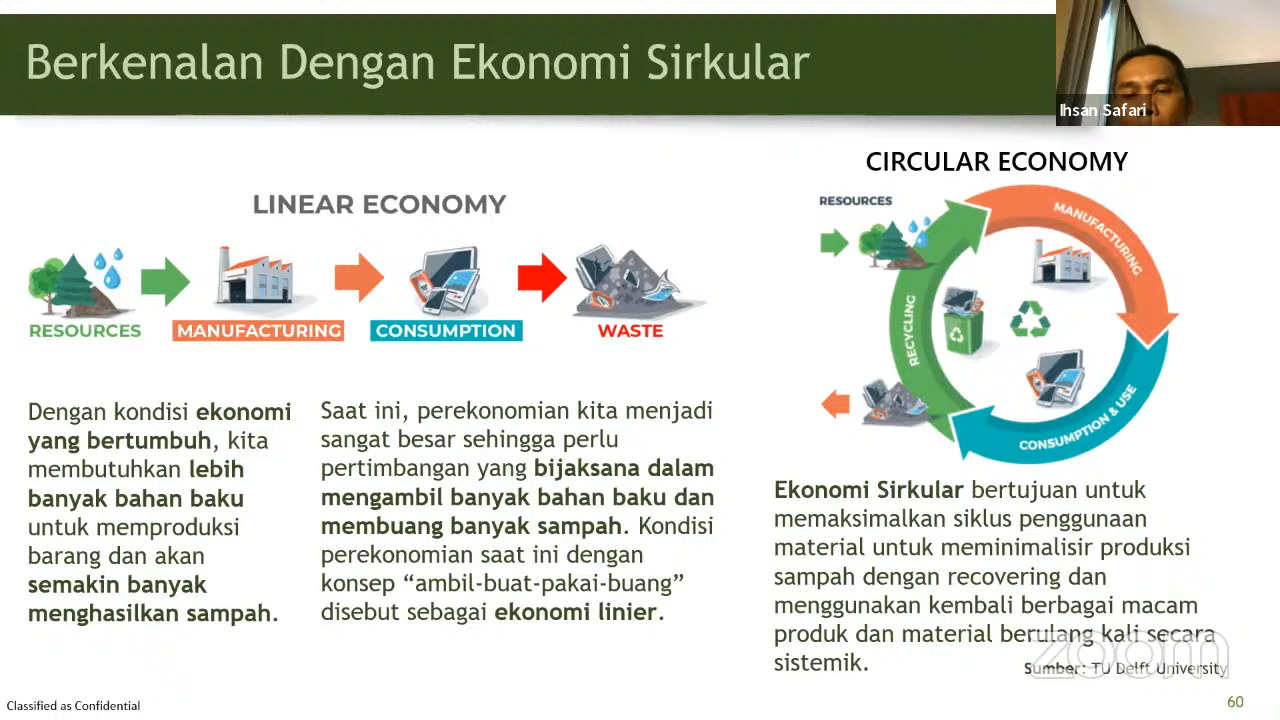 Berkenalan Dengan Ekonomi Sirkular
Ihsan Safari
LINEAR ECONOMY
RESOURCES
MANUFACTURING
CONSUMPTION
WASTE
Dengan kondisi ekonomi
yang bertumbuh, kita
membutuhkan lebih
banyak bahan baku
untuk memproduksi
barang dan akan
semakin banyak
menghasilkan sampah.
Saat ini, perekonomian kita menjadi
sangat besar sehingga perlu
pertimbangan yang bijaksana dalam
mengambil banyak bahan baku dan
membuang banyak sampah. Kondisi
perekonomian saat ini dengan
konsep “ambil-buat-pakai-buang”
disebut sebagai ekonomi linier.
CIRCULAR ECONOMY
RESOURCES
MANUFACTURING
RECYCLING
CONSUMPTION & USE
Ekonomi Sirkular bertujuan untuk
memaksimalkan siklus penggunaan
material untuk meminimalisir produksi
sampah dengan recovering dan
menggunakan kembali berbagai macam
produk dan material berulang kali secara
sistemik.
Sumber: TU Delft University
zoom
Classified as Confidential
60